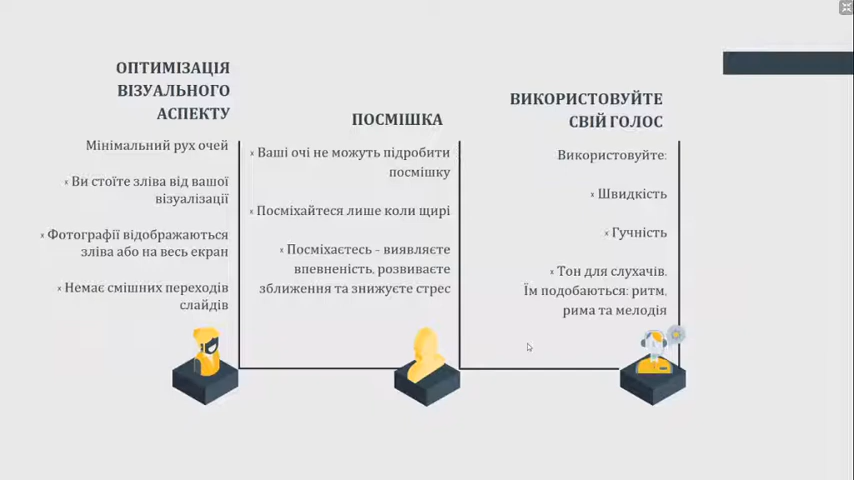 ОПТИМІЗАЦІЯ
ВІЗУАЛЬНОГО
АСПЕКТУ
Мінімальний рух очей
x Ви стоїте зліва від вашої
візуалізації
x Фотографії відображаються
зліва або на весь екран
x Немає смішних переходів
слайдів
ПОСМІШКА
x Ваші очі не можуть підробити
посмішку
x Посміхайтеся лише коли щирі
x Посміхаєтесь – виявляєте
впевненість, розвиваєте
зближення та знижуєте стрес
ВИКОРИСТОВУЙТЕ
СВІЙ ГОЛОС
Використовуйте:
x Швидкість
x Гучність
x Тон для слухачів.
Їм подобаються: ритм,
рима та мелодія